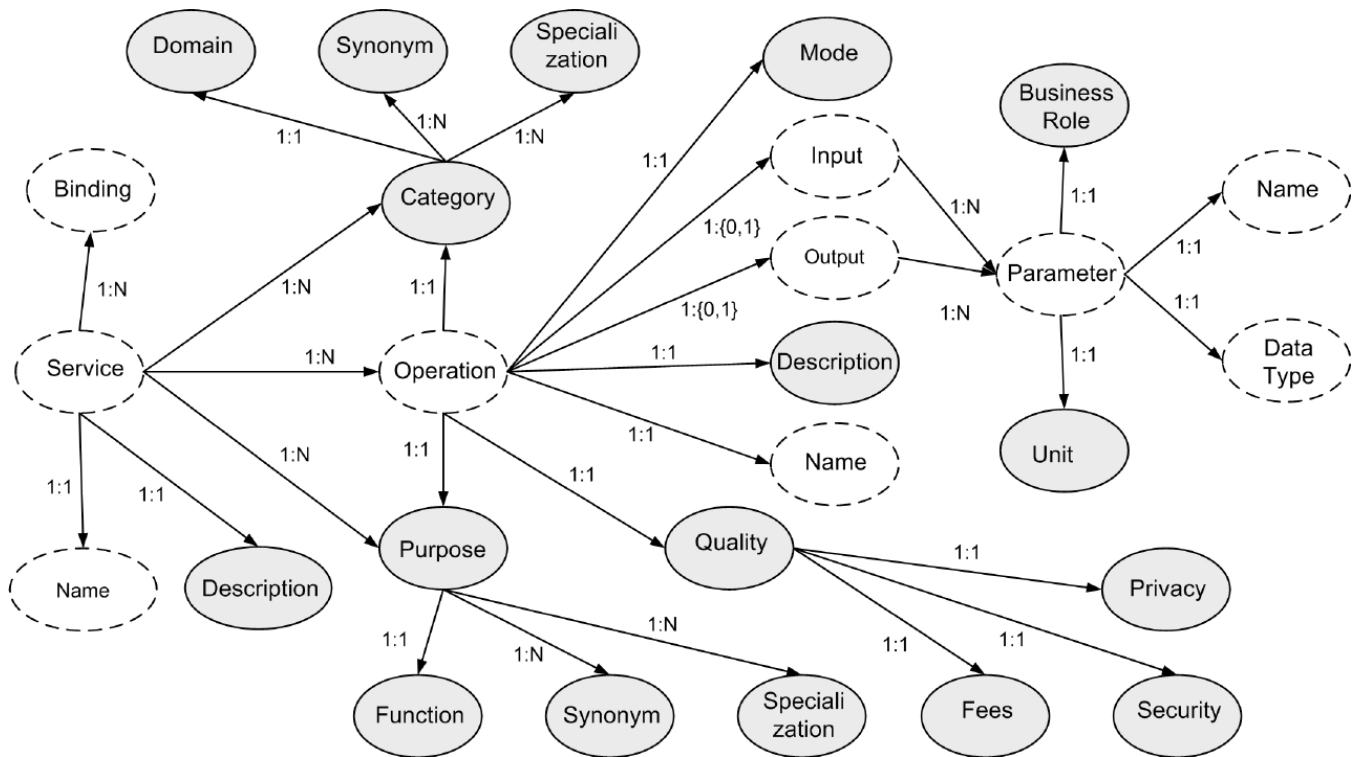 Domain
Synonym
Speciali
zation
Mode
Business
Role
1:1
1:N
1:N
1:1
Input
Name
Binding
Category
1:N
1:1
1:{0,1}
Output
Parameter
1:1
1:N
1:N
1:1
1:{0,1}
1:N
1:1
Service
1:N
Operation
1:1
Description
1:1
Data
Type
1:N
1:1
1:1
Name
Unit
1:1
1:1
1:1
Purpose
Quality
1:1
Name
Description
Privacy
1:1
1:N
1:N
1:1
1:1
Function
Synonym
Speciali
zation
Fees
Security